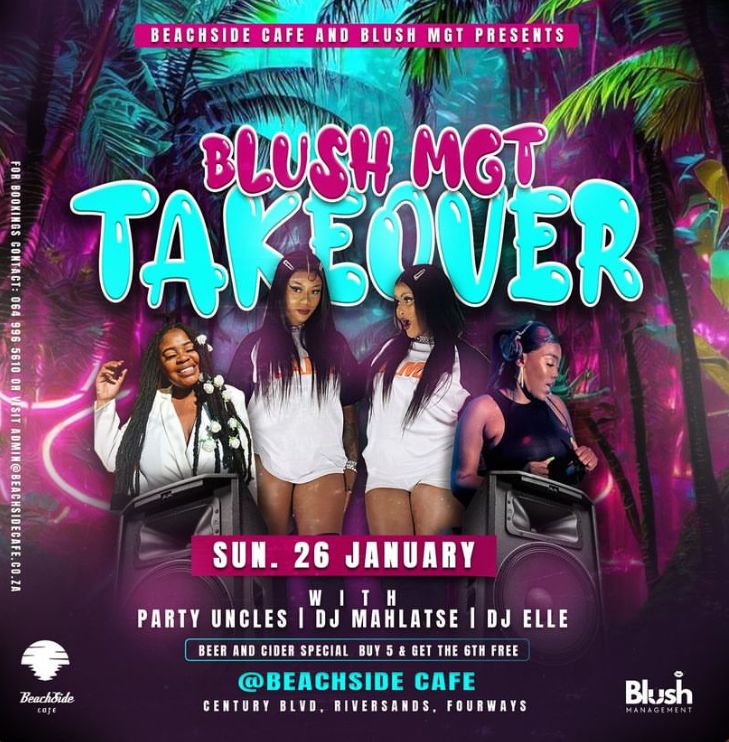 BEACHSIDE CAFE AND BLUSH MGT PRESENTS
BLUSH MGT
TAKEOVER
FOR BOOKINGS CONTACT: 064 996 5610 OR VISIT ADMIN@BEACHSIDECAFE.CO.ZA
SUN. 26 JANUARY
WITH
PARTY UNCLES | DJ MAHLATSE | DJ ELLE
BEER AND CIDER SPECIAL BUY 5 & GET THE 6TH FREE
@BEACHSIDE CAFE
CENTURY BLVD, RIVERSANDS, FOURWAYS
BeachSide
cafe
Blush
MANAGEMENT